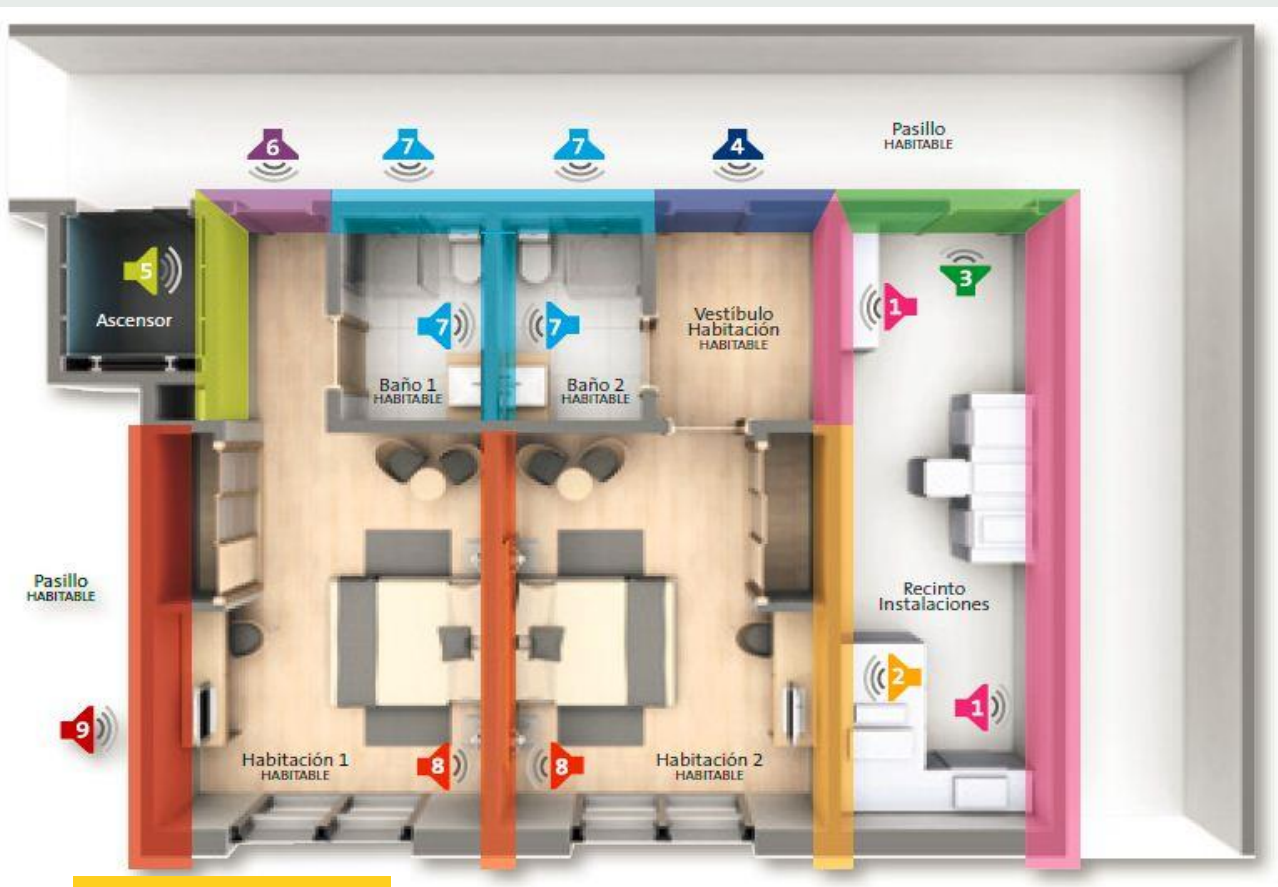 6
7
7
4
Pasillo
HABITABLE
5
Ascensor
7
7
Vestíbulo
Habitación
HABITABLE
1
3
Baño 1
HABITABLE
Baño 2
HABITABLE
Pasillo
HABITABLE
Recinto
Instalaciones
2
1
9
Habitación 1
HABITABLE
8
8
Habitación 2
HABITABLE